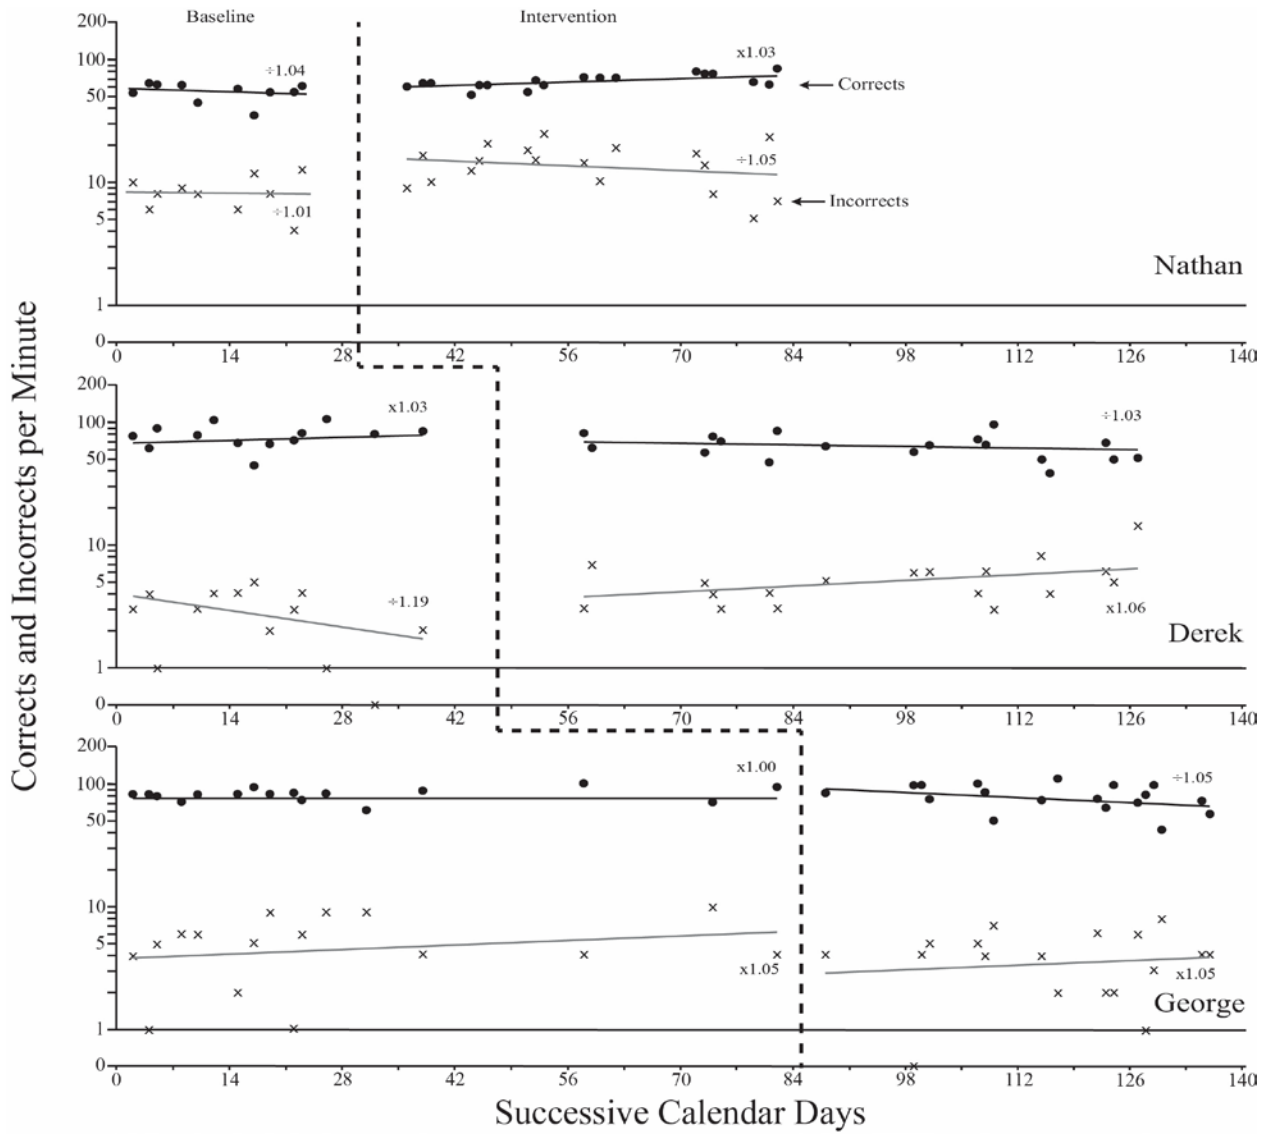 Baseline Intervention
Corrects and Incorrects per Minute
200
100
50
10
5
1
0
÷1.04
x1.03
Corrects
÷1.05
÷1.01
Incorrects
Nathan
0 14 28 42 56 70 84 98 112 126 140
200
100
50
10
5
1
0
x1.03
÷1.03
÷1.19
x1.06
Derek
0 14 28 42 56 70 84 98 112 126 140
200
100
50
10
5
1
0
x1.00
÷1.05
x1.05
x1.05
George
0 14 28 42 56 70 84 98 112 126 140
Successive Calendar Days